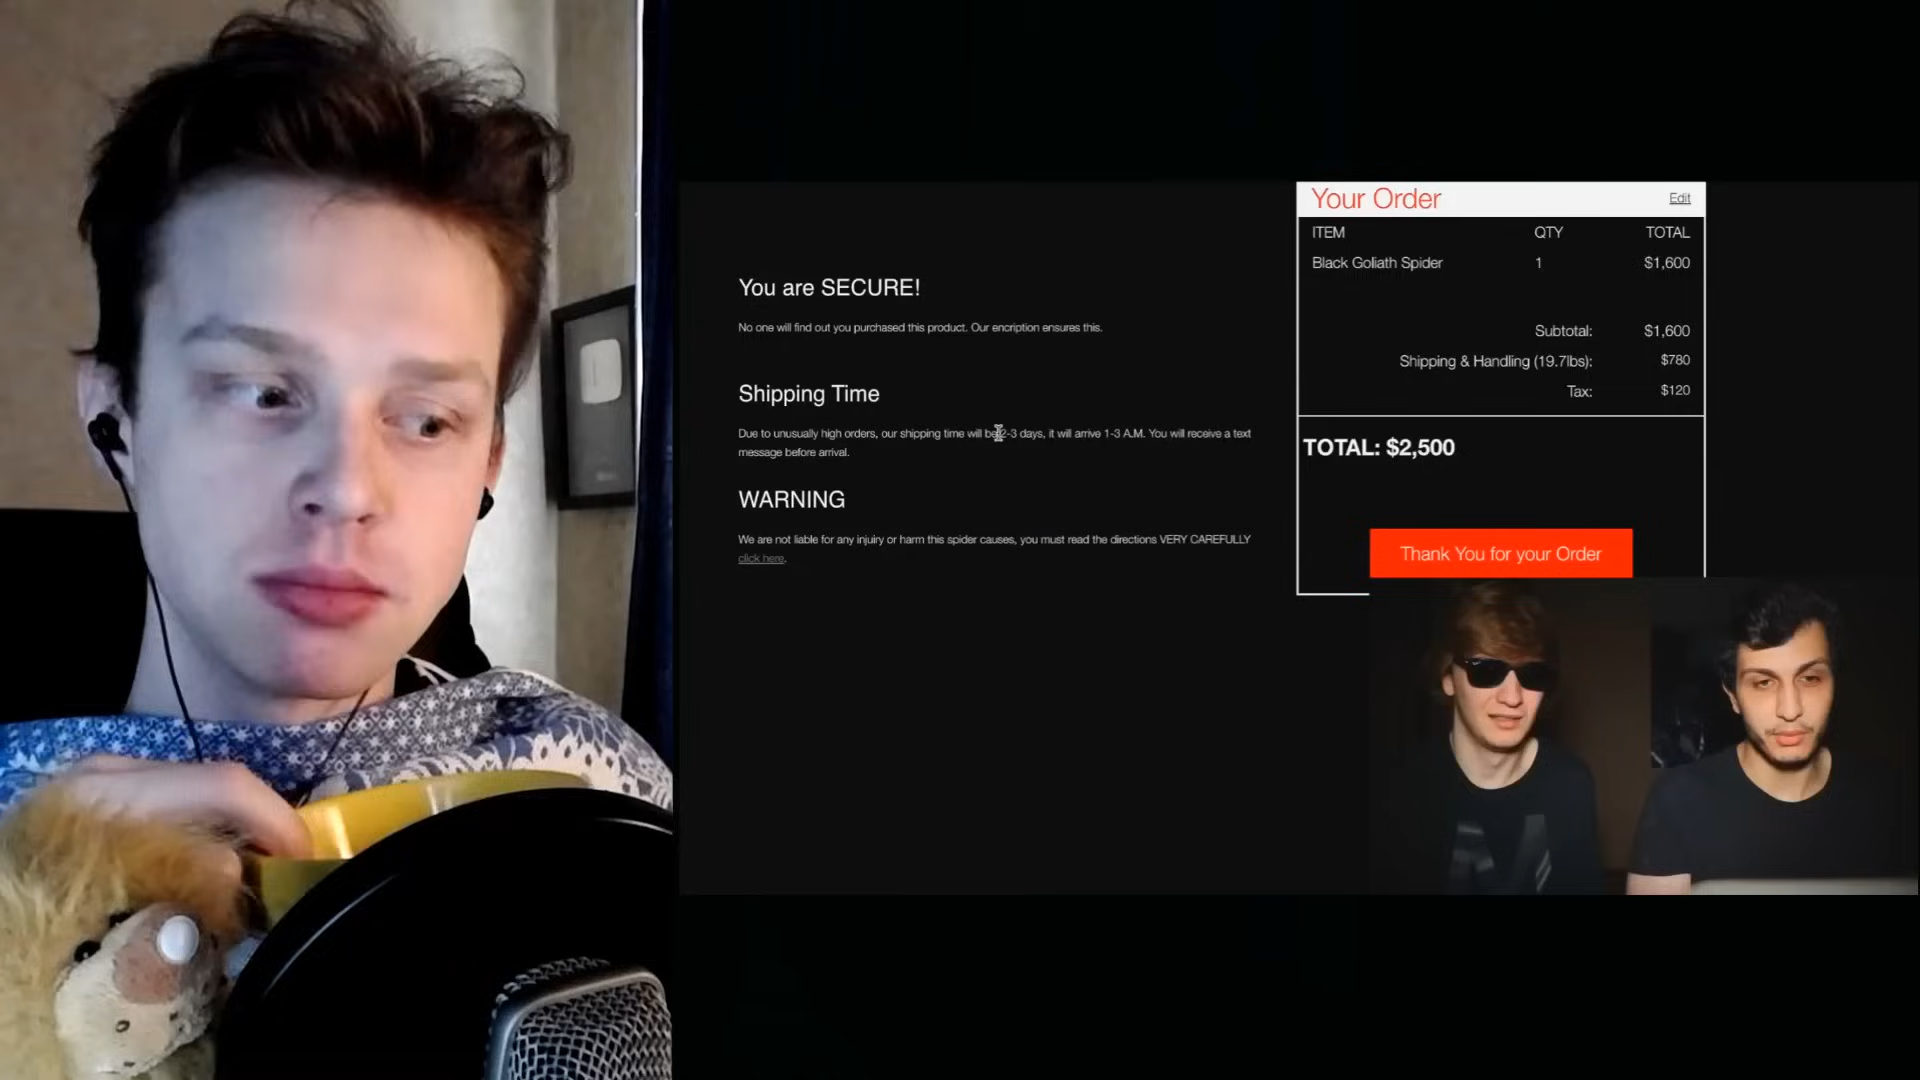 You are SECURE!
No one will find out you purchased this product. Our encription ensures this.
Shipping Time
Due to unusually high orders, our shipping time will be 2-3 days, it will arrive 1-3 A.M. You will receive a text
message before arrival.
WARNING
We are not liable for any injuiry or harm this spider causes, you must read the directions VERY CAREFULLY
click here.
Your Order Edit
ITEM QTY TOTAL
Black Goliath Spider 1 $1,600
Subtotal: $1,600
Shipping & Handling (19.7lbs): $780
Tax: $120
TOTAL: $2,500
Thank You for your Order